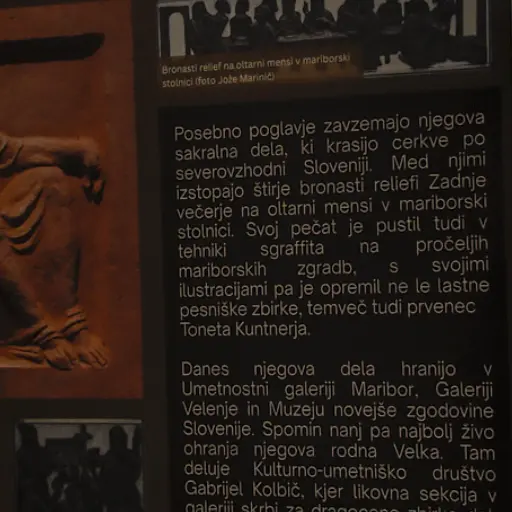 Bronasti relief na oltarni mensi v mariborski
stolnici (foto Jože Marinič)
Posebno poglavje zavzemajo njegova
sakralna dela, ki krasijo cerkve po
severovzhodni Sloveniji. Med njimi
izstopajo štirje bronasti reliefi Zadnje
večerje na oltarni mensi v mariborski
stolnici. Svoj pečat je pustil tudi v
tehniki sgraffita na pročeljih
mariborskih zgradb, s svojimi
ilustracijami pa je opremil ne le lastne
pesniške zbirke, temveč tudi prvenec
Toneta Kuntnerja.
Danes njegova dela hranijo v
Umetnostni galeriji Maribor, Galeriji
Velenje in Muzeju novejše zgodovine
Slovenije. Spomin nanj pa najbolj živo
ohranja njegova rodna Velka. Tam
deluje Kulturno-umetniško društvo
Gabrijel Kolbič, kjer likovna sekcija v
galeriji skrbi za dragoceno zbirko del